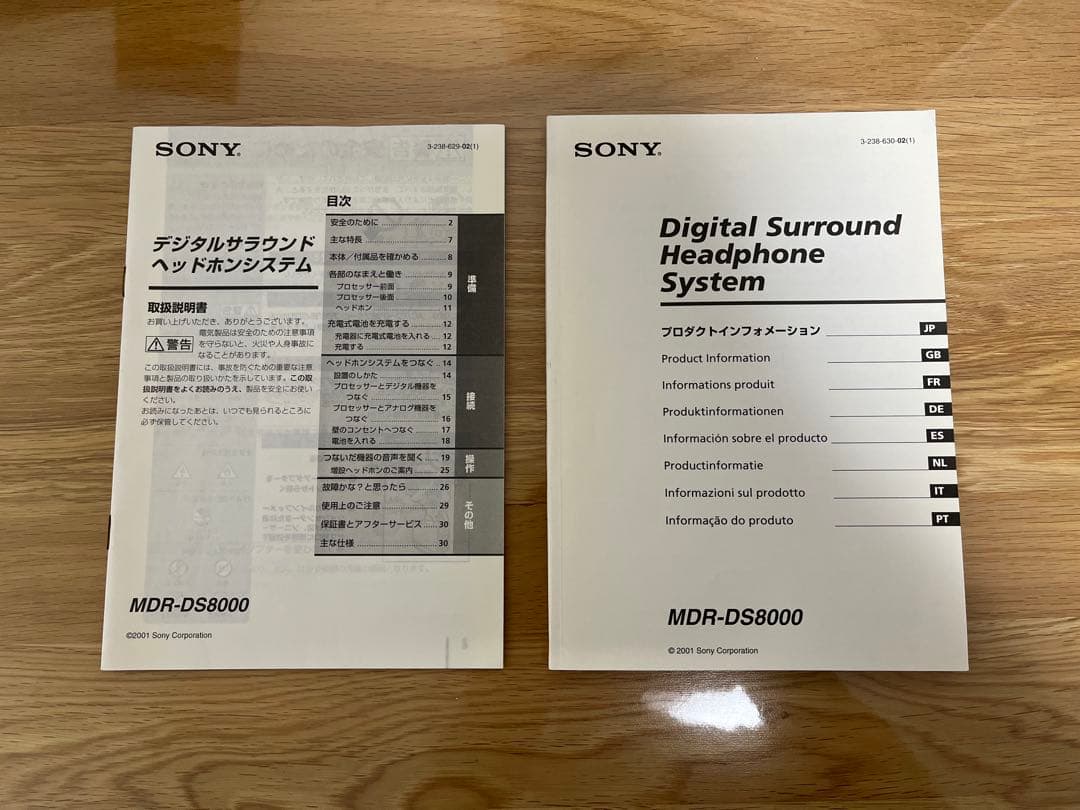 SONY®
3-238-629-02(1)
デジタルサラウンド
ヘッドホンシステム
取扱説明書
お買い上げいただき、ありがとうございます。
警告
電気製品は安全のための注意事項
を守らないと、火災や人身事故に
なることがあります。
この取扱説明書には、事故を防ぐための重要な注意
事項と製品の取り扱いかたを示しています。この取
扱説明書をよくお読みのうえ、製品を安全にお使い
ください。
お読みになったあとは、いつでも見られるところに
必ず保管してください。
MDR-DS8000
©2001 Sony Corporation
目次
安全のために 2
主な特長 7
本体/付属品を確かめる 8
各部のなまえと働き 9
プロセッサー前面 9
プロセッサー後面 10
ヘッドホン 11
充電式電池を充電する 12
充電器に充電式電池を入れる 12
充電する 12
準備
ヘッドホンシステムをつなぐ 14
設置のしかた 14
プロセッサーとデジタル機器を
つなぐ 15
プロセッサーとアナログ機器を
つなぐ 16
壁のコンセントへつなぐ 17
電池を入れる 18
接続
つないだ機器の音声を聞く 19
増設ヘッドホンのご案内 25
操作
故障かな?と思ったら 26
使用上のご注意 29
保証書とアフターサービス 30
主な仕様 30
その他
SONY®
3-238-630-02(1)
Digital Surround
Headphone
System
プロダクトインフォメーション JP
Product Information GB
Informations produit FR
Produktinformationen DE
Información sobre el producto ES
Productinformatie NL
Informazioni sul prodotto IT
Informação do produto PT
MDR-DS8000
© 2001 Sony Corporation